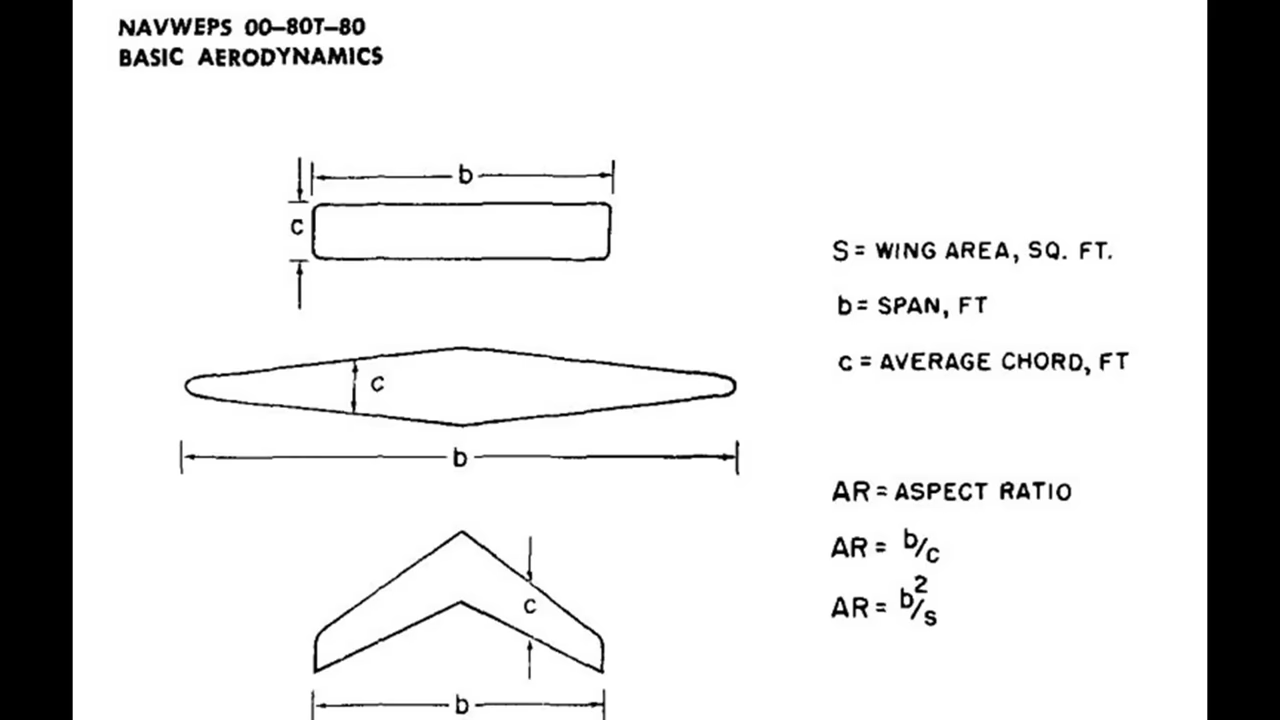 NAVWEPS 00-80T-80
BASIC AERODYNAMICS
b
c
c
b
c
b
S = WING AREA, SQ. FT.
b = SPAN, FT
c = AVERAGE CHORD, FT
AR = ASPECT RATIO
AR = b/c
AR = b²/s